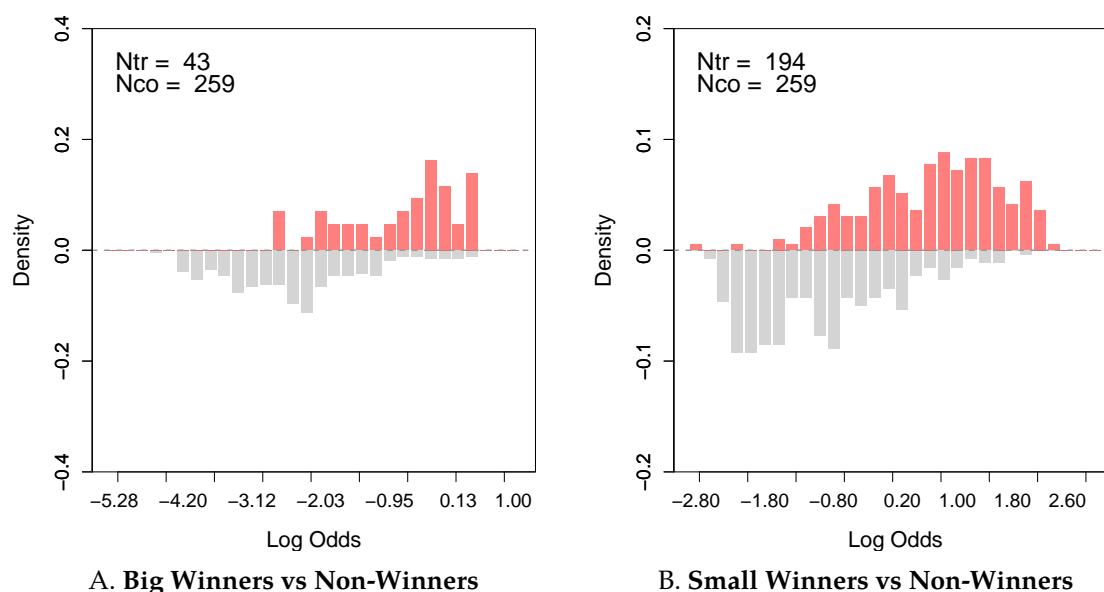 Ntr = 43
Nco = 259
Density
0.4
0.2
0.0
−0.2
−0.4
−5.28 −4.20 −3.12 −2.03 −0.95 0.13 1.00
Log Odds
A. Big Winners vs Non-Winners
Ntr = 194
Nco = 259
Density
0.2
0.1
0.0
−0.1
−0.2
−2.80 −1.80 −0.80 0.20 1.00 1.80 2.60
Log Odds
B. Small Winners vs Non-Winners